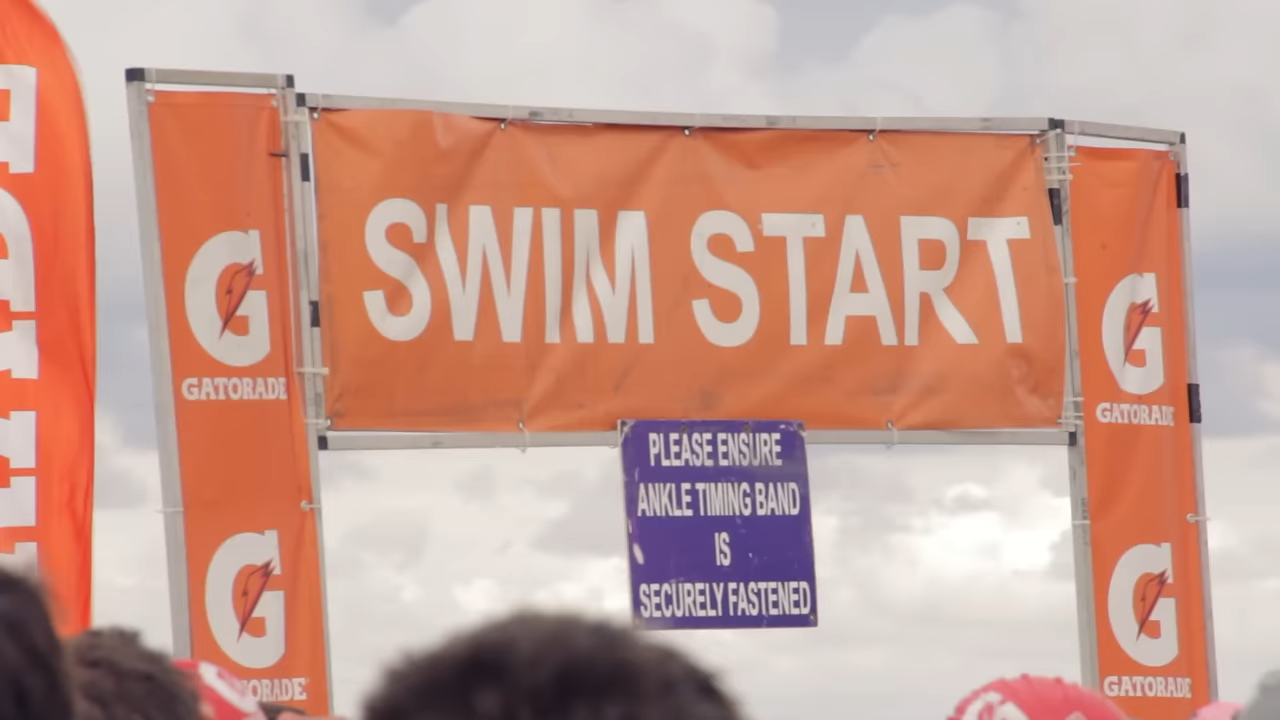 SWIM START
G
GATORADE
G
GATORADE
PLEASE ENSURE
ANKLE TIMING BAND
IS
SECURELY FASTENED
G
GATORADE
G
GATORADE